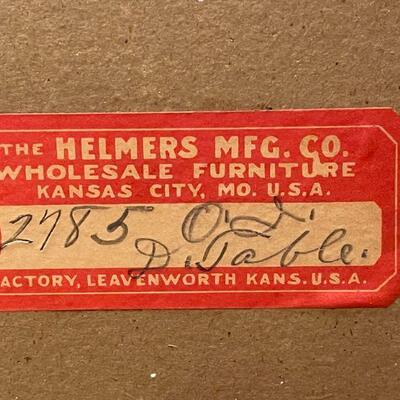 THE HELMERS MFG. CO.
WHOLESALE FURNITURE
KANSAS CITY, MO. U.S.A.
2785 O. I.
D. Table.
ACTORY, LEAVENWORTH KANS. U.S.A.